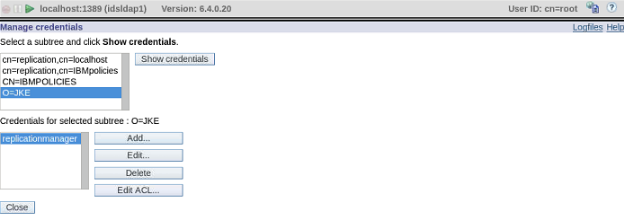 localhost:1389 (idsldap1) Version: 6.4.0.20 User ID: cn=root
Manage credentials Logfiles Help
Select a subtree and click Show credentials.
cn=replication,cn=localhost
cn=replication,cn=IBMpolicies
CN=IBMPOLICIES
O=JKE
Show credentials
Credentials for selected subtree : O=JKE
replicationmanager
Add...
Edit...
Delete
Edit ACL...
Close